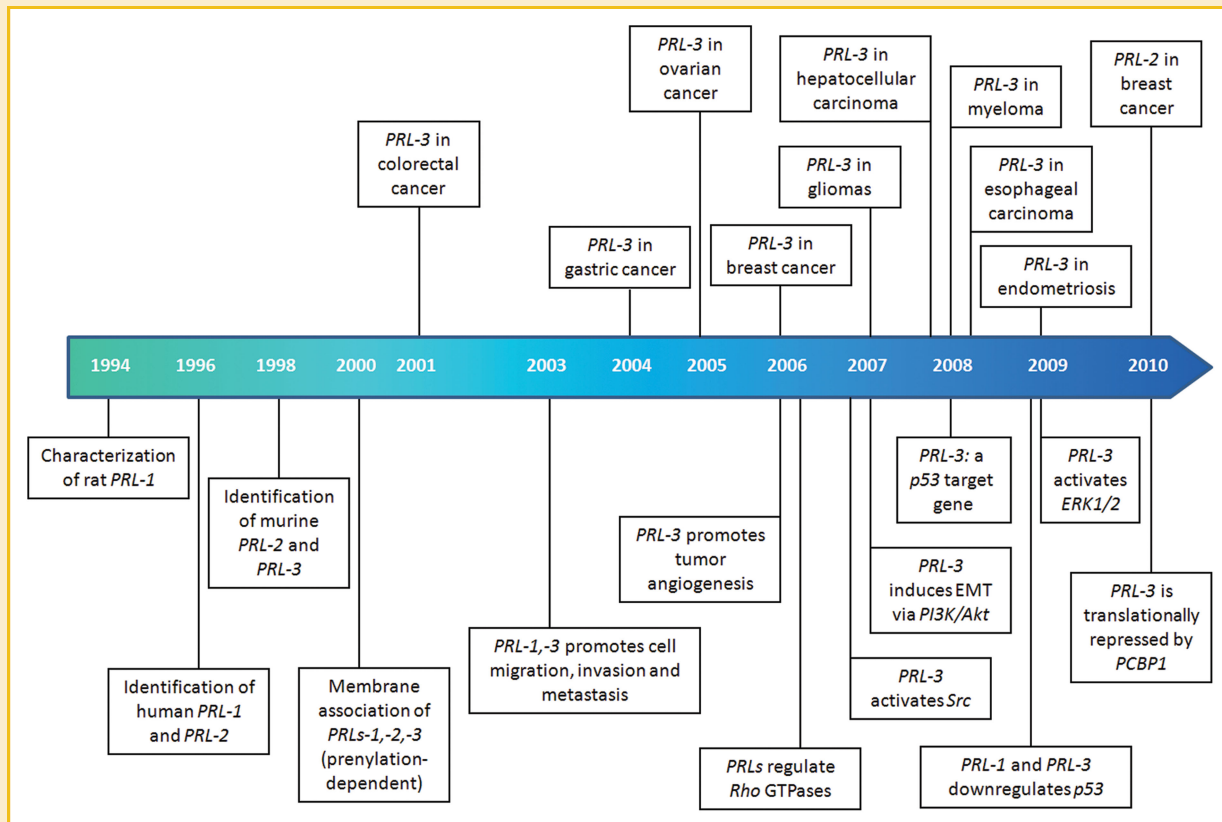 PRL-3 in
ovarian
cancer
PRL-3 in
hepatocellular
carcinoma
PRL-2 in
breast
cancer
PRL-3 in
myeloma
PRL-3 in
colorectal
cancer
PRL-3 in
gliomas
PRL-3 in
esophageal
carcinoma
PRL-3 in
gastric cancer
PRL-3 in
breast cancer
PRL-3 in
endometriosis
1994 1996 1998 2000 2001 2003 2004 2005 2006 2007 2008 2009 2010
Characterization
of rat PRL-1
Identification
of murine
PRL-2 and
PRL-3
Identification of
human PRL-1
and PRL-2
Membrane
association of
PRLs-1,-2,-3
(prenylation-
dependent)
PRL-1,-3 promotes cell
migration, invasion and
metastasis
PRL-3 promotes
tumor
angiogenesis
PRLs regulate
Rho GTPases
PRL-3
activates Src
PRL-3
induces EMT
via PI3K/Akt
PRL-3: a
p53 target
gene
PRL-1 and PRL-3
downregulates p53
PRL-3
activates
ERK1/2
PRL-3 is
translationally
repressed by
PCBP1